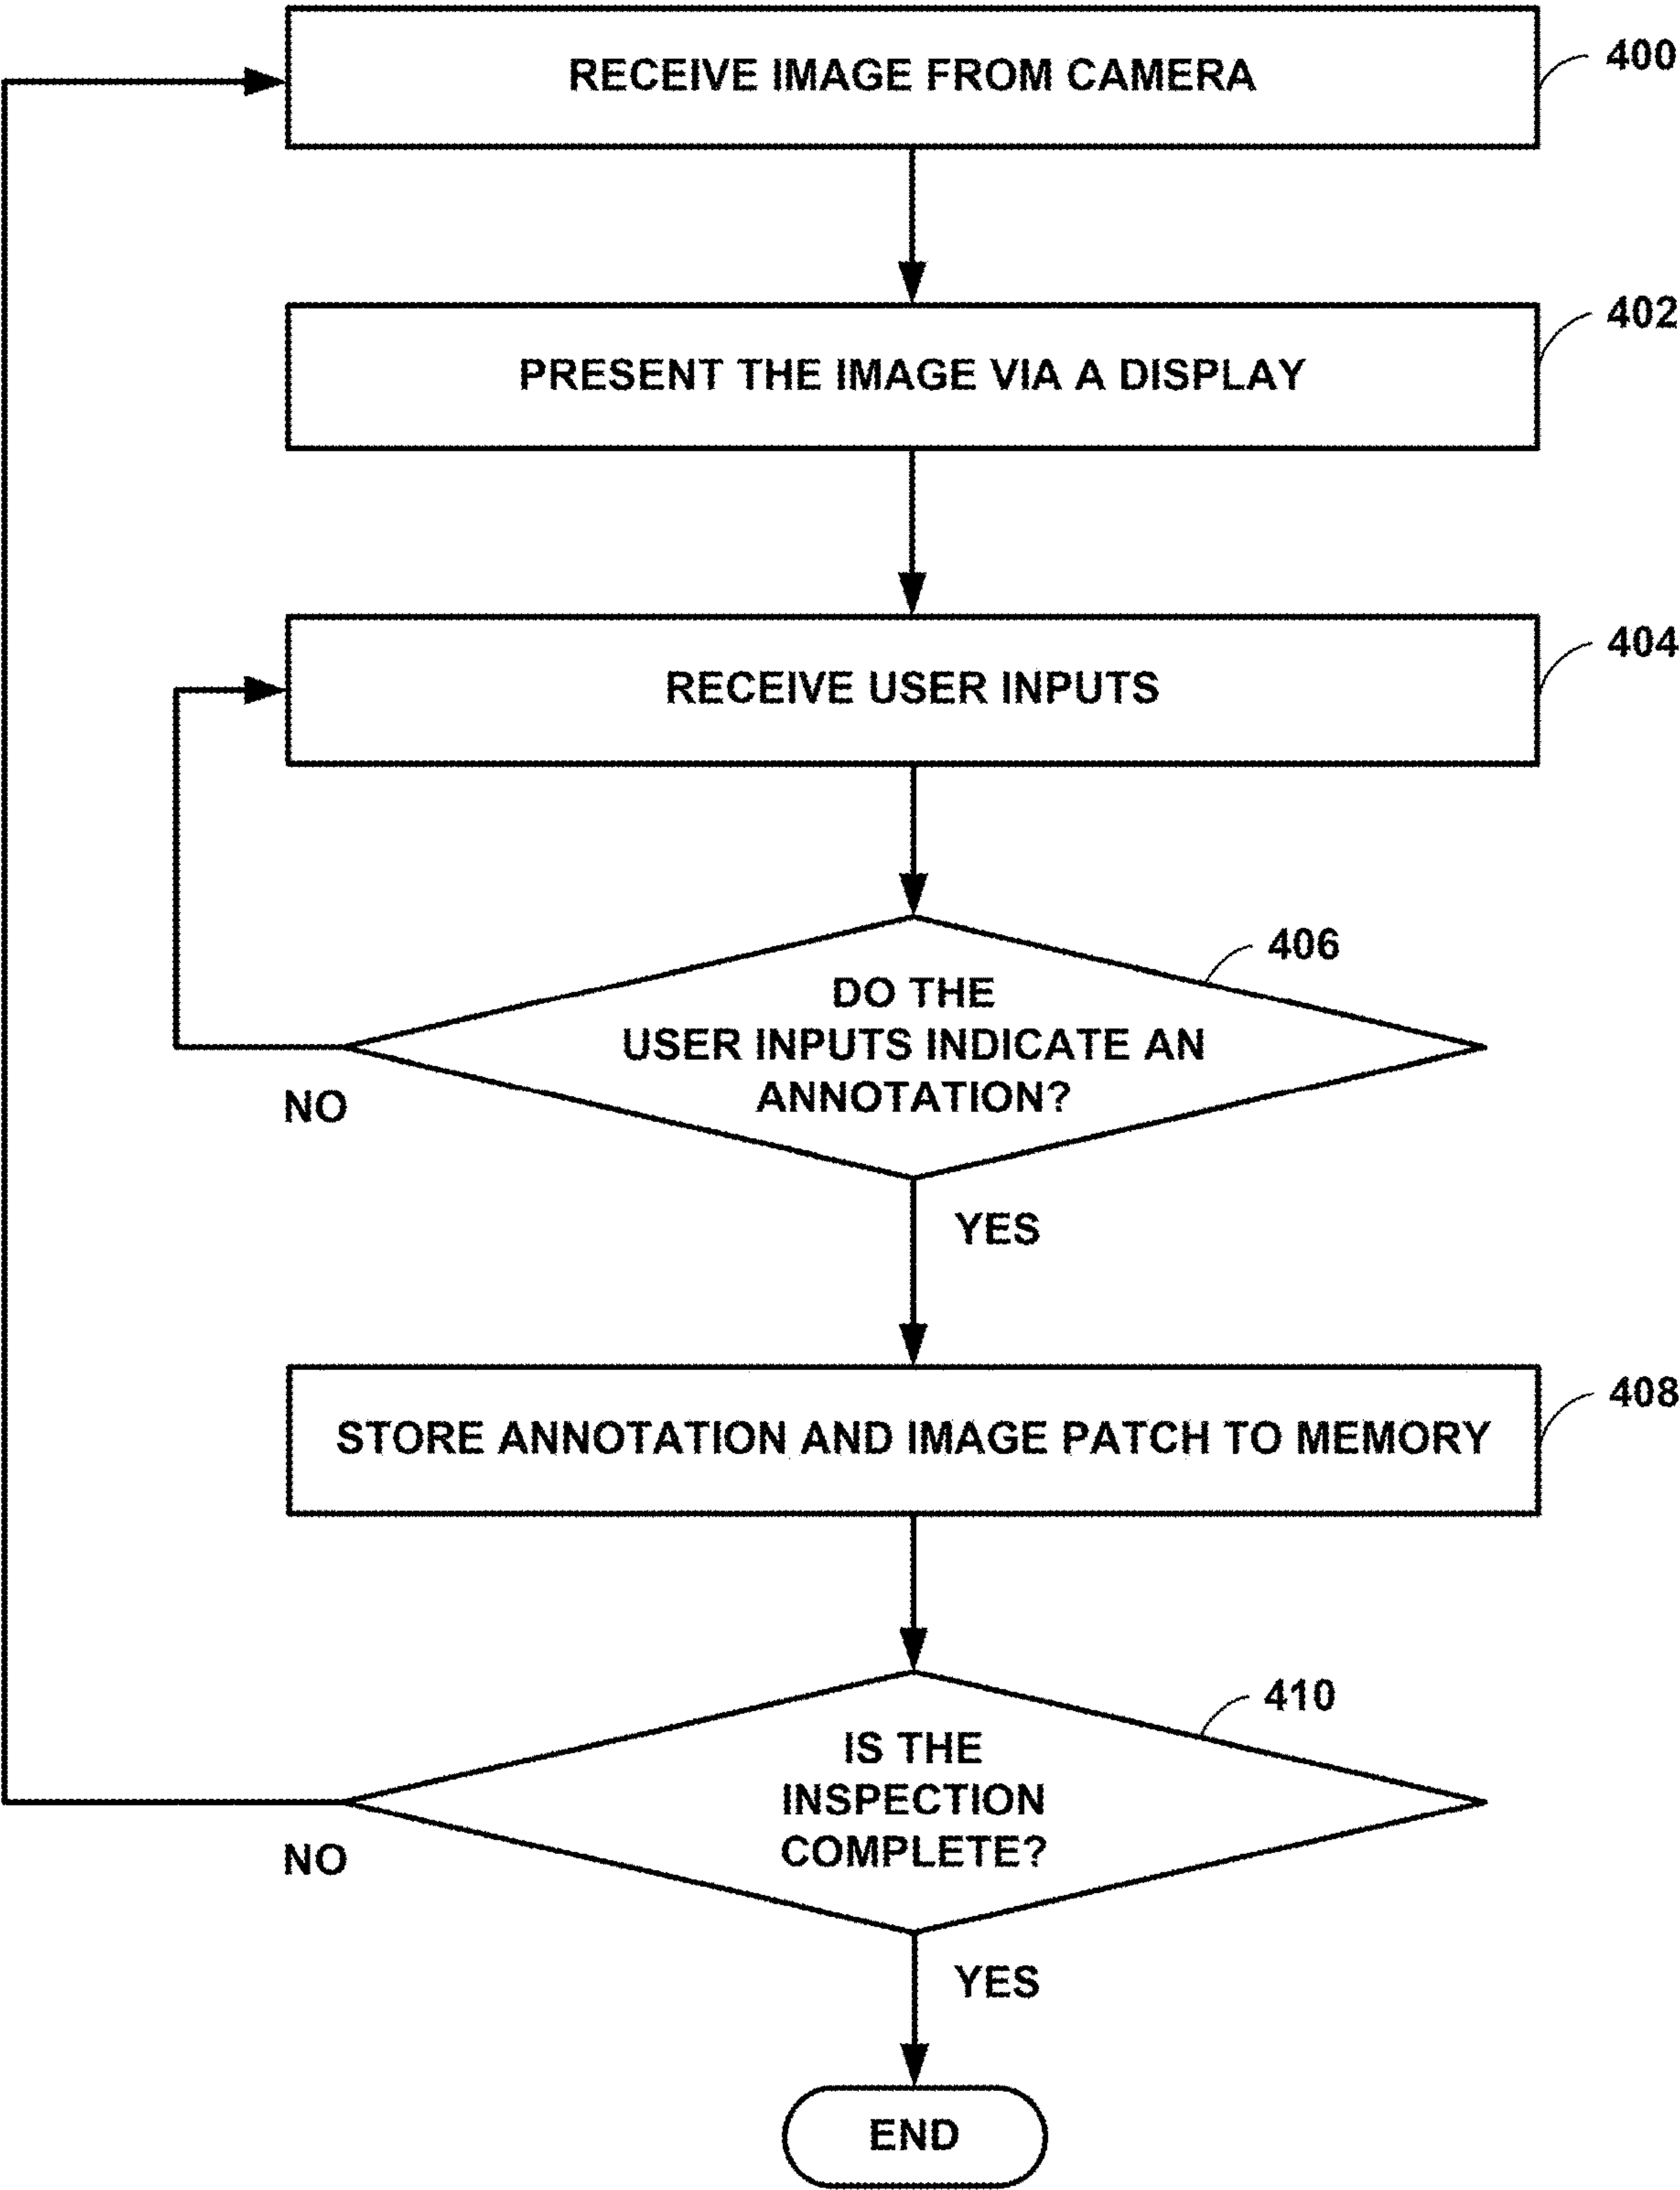 RECEIVE IMAGE FROM CAMERA
400
PRESENT THE IMAGE VIA A DISPLAY
402
RECEIVE USER INPUTS
404
406
DO THE
USER INPUTS INDICATE AN
ANNOTATION?
NO
YES
STORE ANNOTATION AND IMAGE PATCH TO MEMORY
408
410
IS THE
INSPECTION
COMPLETE?
NO
YES
END